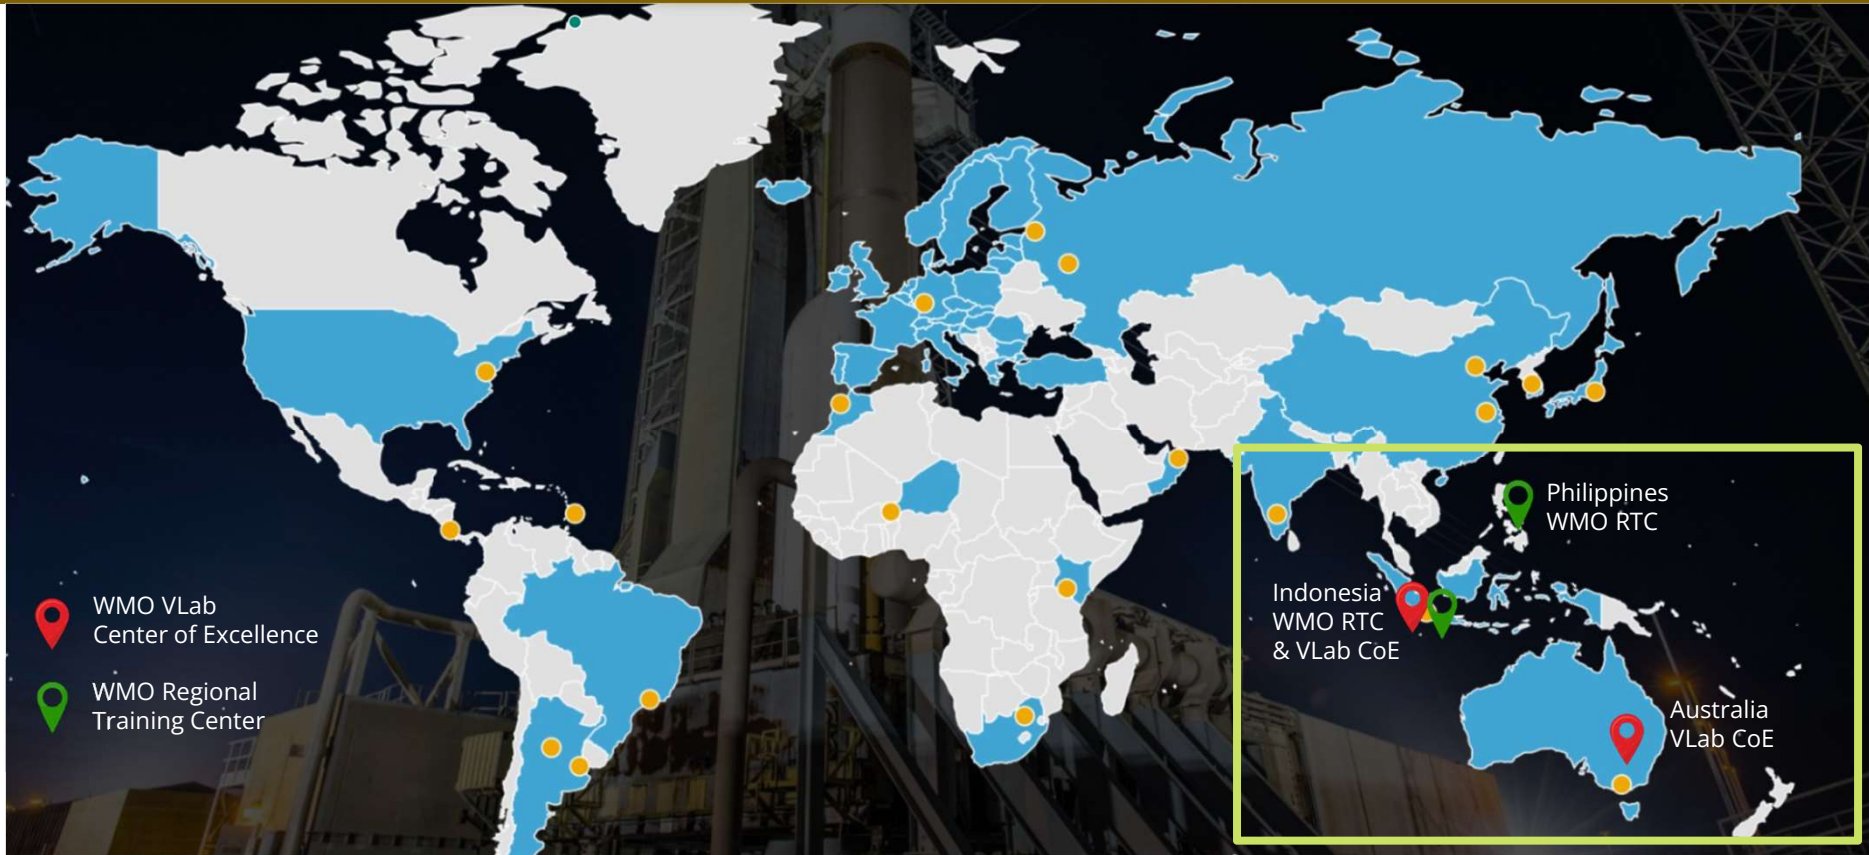 WMO VLab
Center of Excellence
WMO Regional
Training Center
Philippines
WMO RTC
Indonesia
WMO RTC
& VLab CoE
Australia
VLab CoE